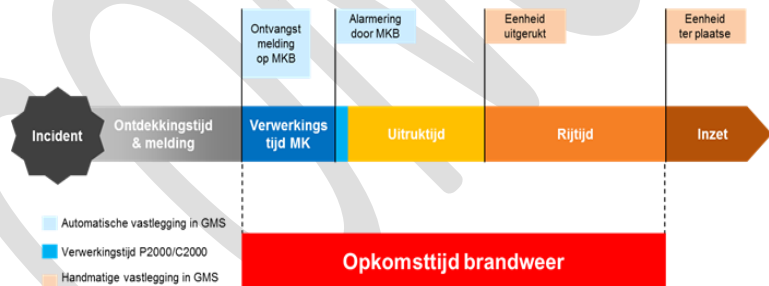 Ontvangst
melding
op MKB
Alarmering
door MKB
Eenheid
uitgerukt
Eenheid
ter plaatse
Incident
Ontdekkingstijd
& melding
Verwerkings
tijd MK
Uitruktijd
Rijtijd
Inzet
Automatische vastlegging in GMS
Verwerkingstijd P2000/C2000
Handmatige vastlegging in GMS
Opkomsttijd brandweer